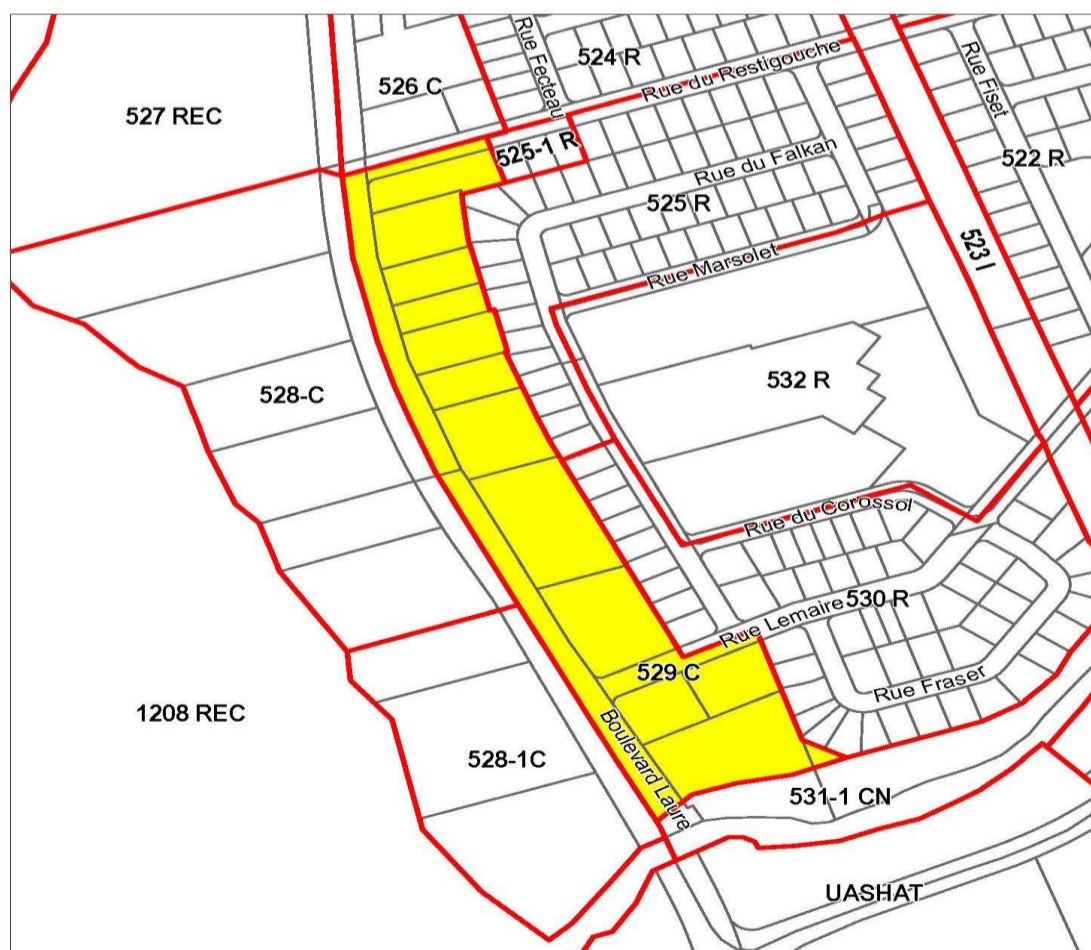 Rue Fecteau
524 R
Rue du Restigouche
Rue Fiset
526 C
527 REC
525-1 R
Rue du Falkan
522 R
525 R
523 I
Rue Marsolet
532 R
528-C
Rue du Corossol
Rue Lemaire
530 R
529 C
Rue Fraser
1208 REC
Boulevard Laure
528-1C
531-1 CN
UASHAT